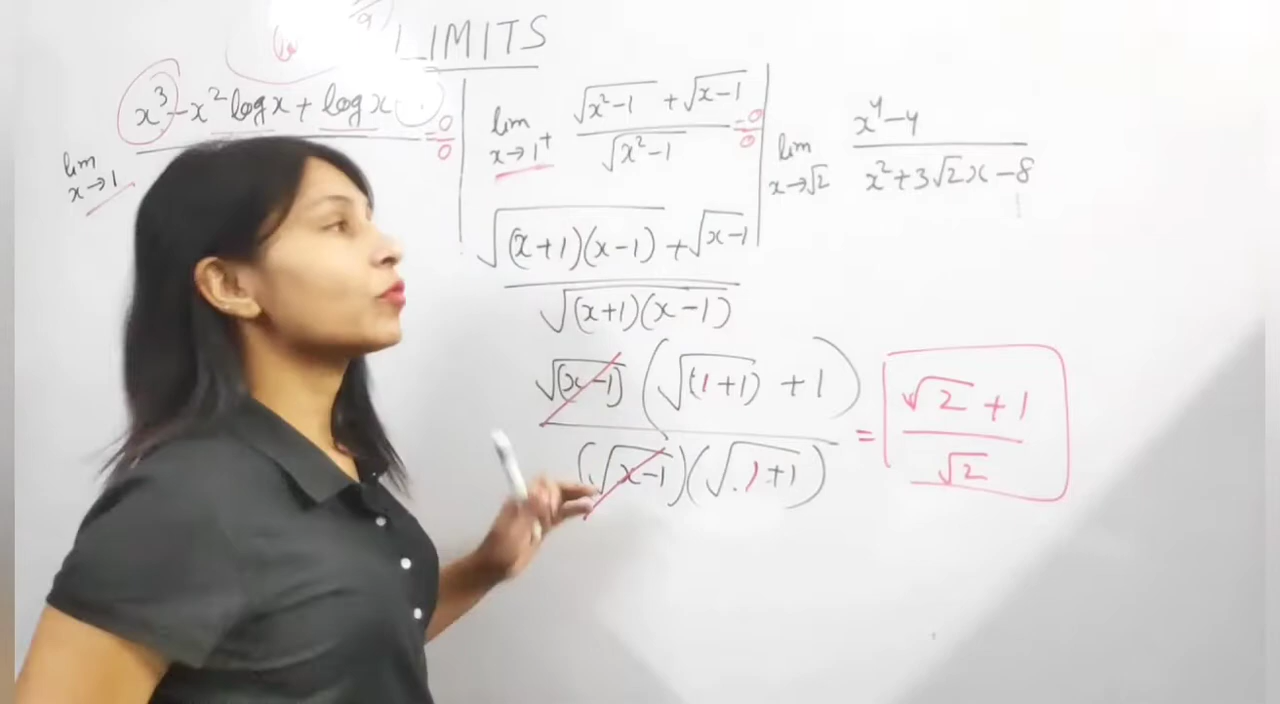 LIMITS
lim x→1 x³ - x² log x + log x = 0/0
lim x→1⁺ (√(x²-1) + √(x-1)) / √(x²-1) = 0/0
√((x+1)(x-1)) + √(x-1)
√((x+1)(x-1))
√(x-1) (√(1+1) + 1)
(√(x-1)) (√(1+1))
= (√2 + 1) / √2
lim x→√2 (x⁴-4) / (x²+3√2x-8)